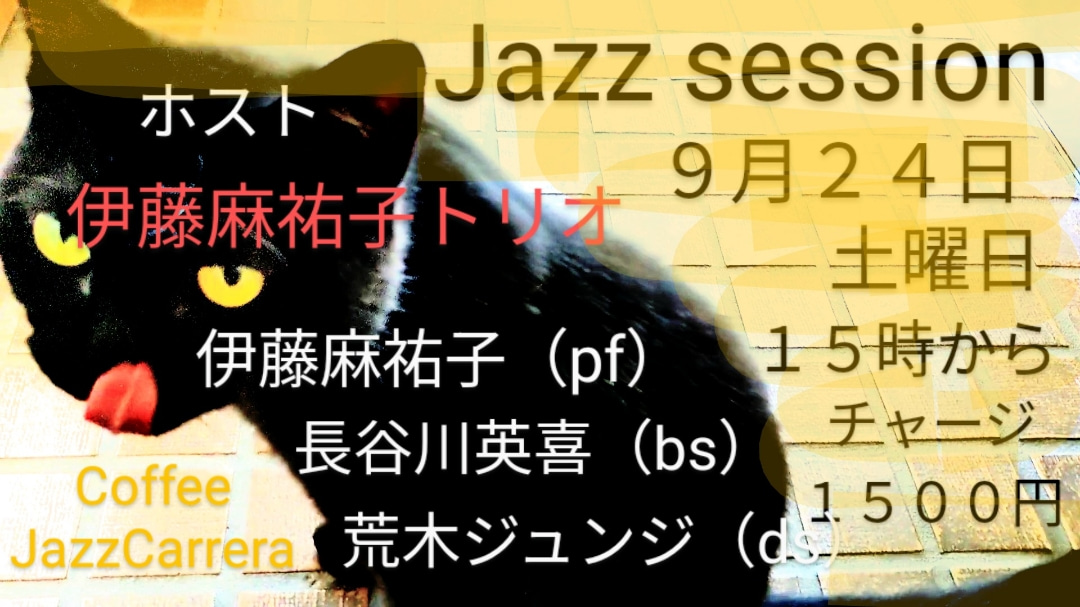 Jazz session
ホスト
９月２４日
伊藤麻祐子トリオ
土曜日
伊藤麻祐子（pf）
１５時から
長谷川英喜（bs）
チャージ
荒木ジュンジ（ds）
１５００円
Coffee
JazzCarrera